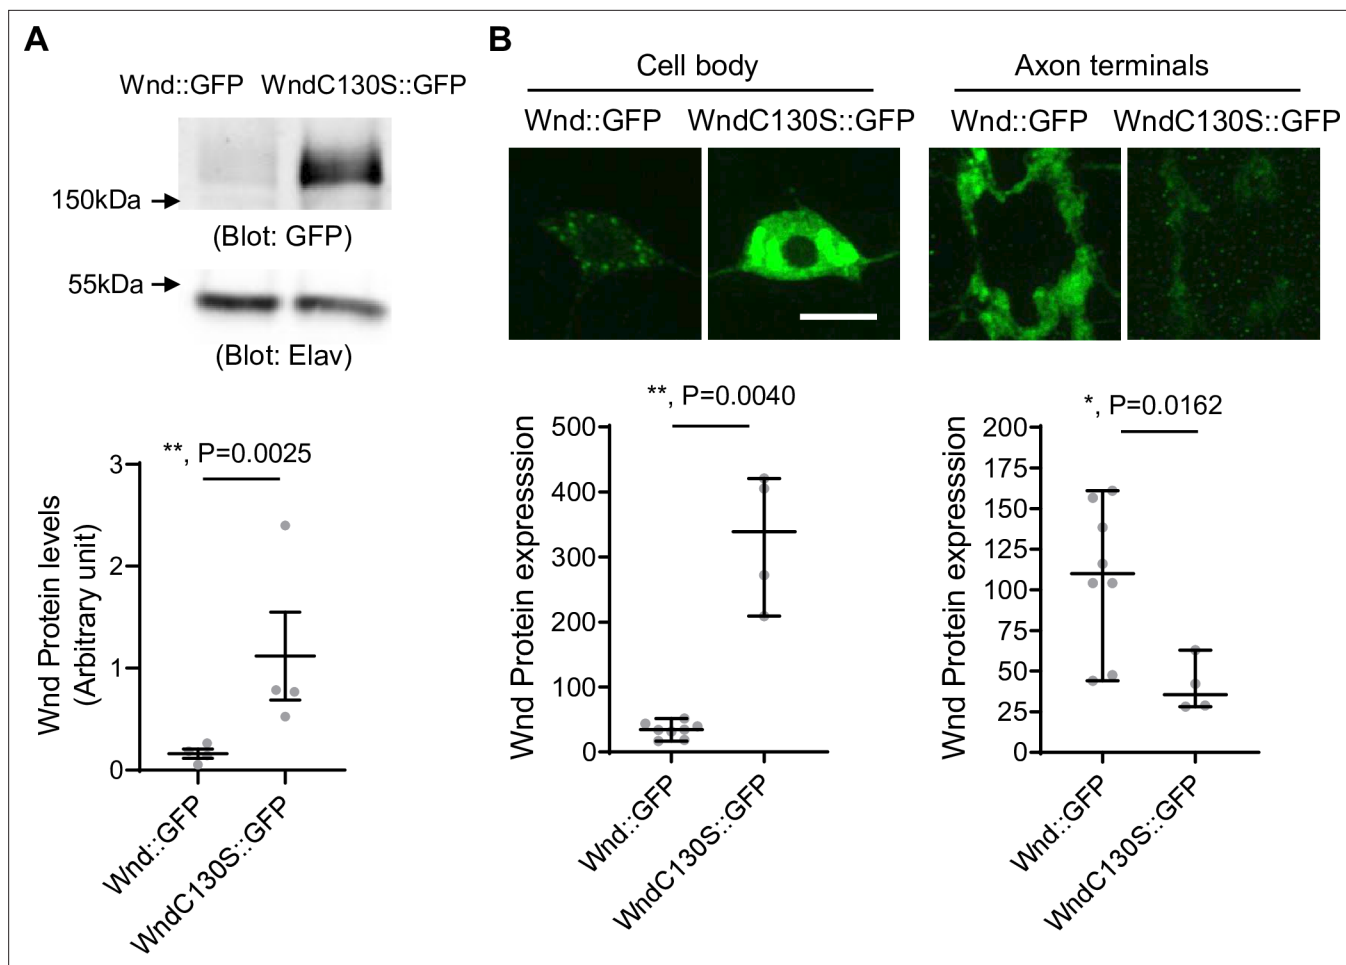 A
Wnd::GFP WndC130S::GFP
150kDa
(Blot: GFP)
55kDa
(Blot: Elav)
**, P=0.0025
Wnd Protein levels
(Arbitrary unit)
3
2
1
0
Wnd::GFP
WndC130S::GFP
B
Cell body
Axon terminals
Wnd::GFP WndC130S::GFP
Wnd::GFP WndC130S::GFP
**, P=0.0040
Wnd Protein expresssion
500
400
300
200
100
0
Wnd::GFP
WndC130S::GFP
*, P=0.0162
Wnd Protein expression
200
175
150
125
100
75
50
25
0
Wnd::GFP
WndC130S::GFP